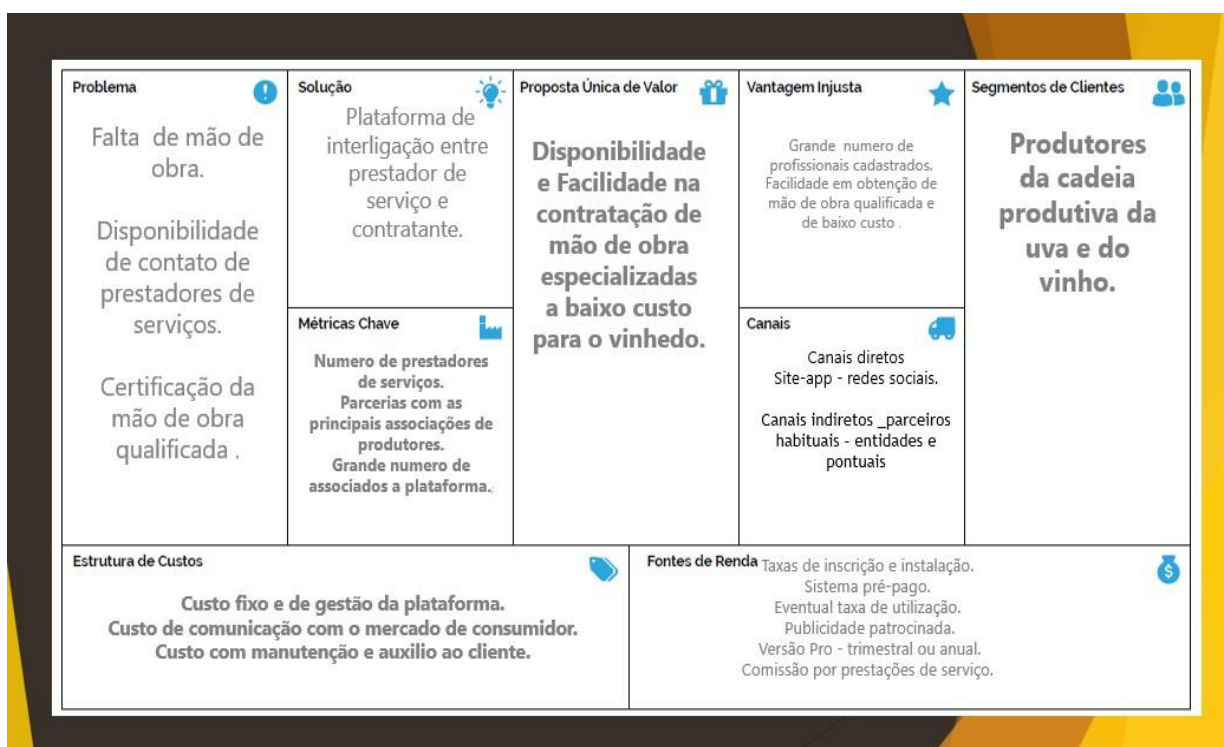 Problema
Falta de mão de
obra.
Disponibilidade
de contato de
prestadores de
serviços.
Certificação da
mão de obra
qualificada .
Solução
Plataforma de
interligação entre
prestador de
serviço e
contratante.
Métricas Chave
Numero de prestadores
de serviços.
Parcerias com as
principais associações de
produtores.
Grande numero de
associados a plataforma.
Proposta Única de Valor
Disponibilidade
e Facilidade na
contratação de
mão de obra
especializadas
a baixo custo
para o vinhedo.
Vantagem Injusta
Grande numero de
profissionais cadastrados.
Facilidade em obtenção de
mão de obra qualificada e
de baixo custo .
Canais
Canais diretos
Site-app - redes sociais.
Canais indiretos _parceiros
habituais - entidades e
pontuais
Segmentos de Clientes
Produtores
da cadeia
produtiva da
uva e do
vinho.
Estrutura de Custos
Custo fixo e de gestão da plataforma.
Custo de comunicação com o mercado de consumidor.
Custo com manutenção e auxilio ao cliente.
Fontes de Renda
Taxas de inscrição e instalação.
Sistema pré-pago.
Eventual taxa de utilização.
Publicidade patrocinada.
Versão Pro - trimestral ou anual.
Comissão por prestações de serviço.